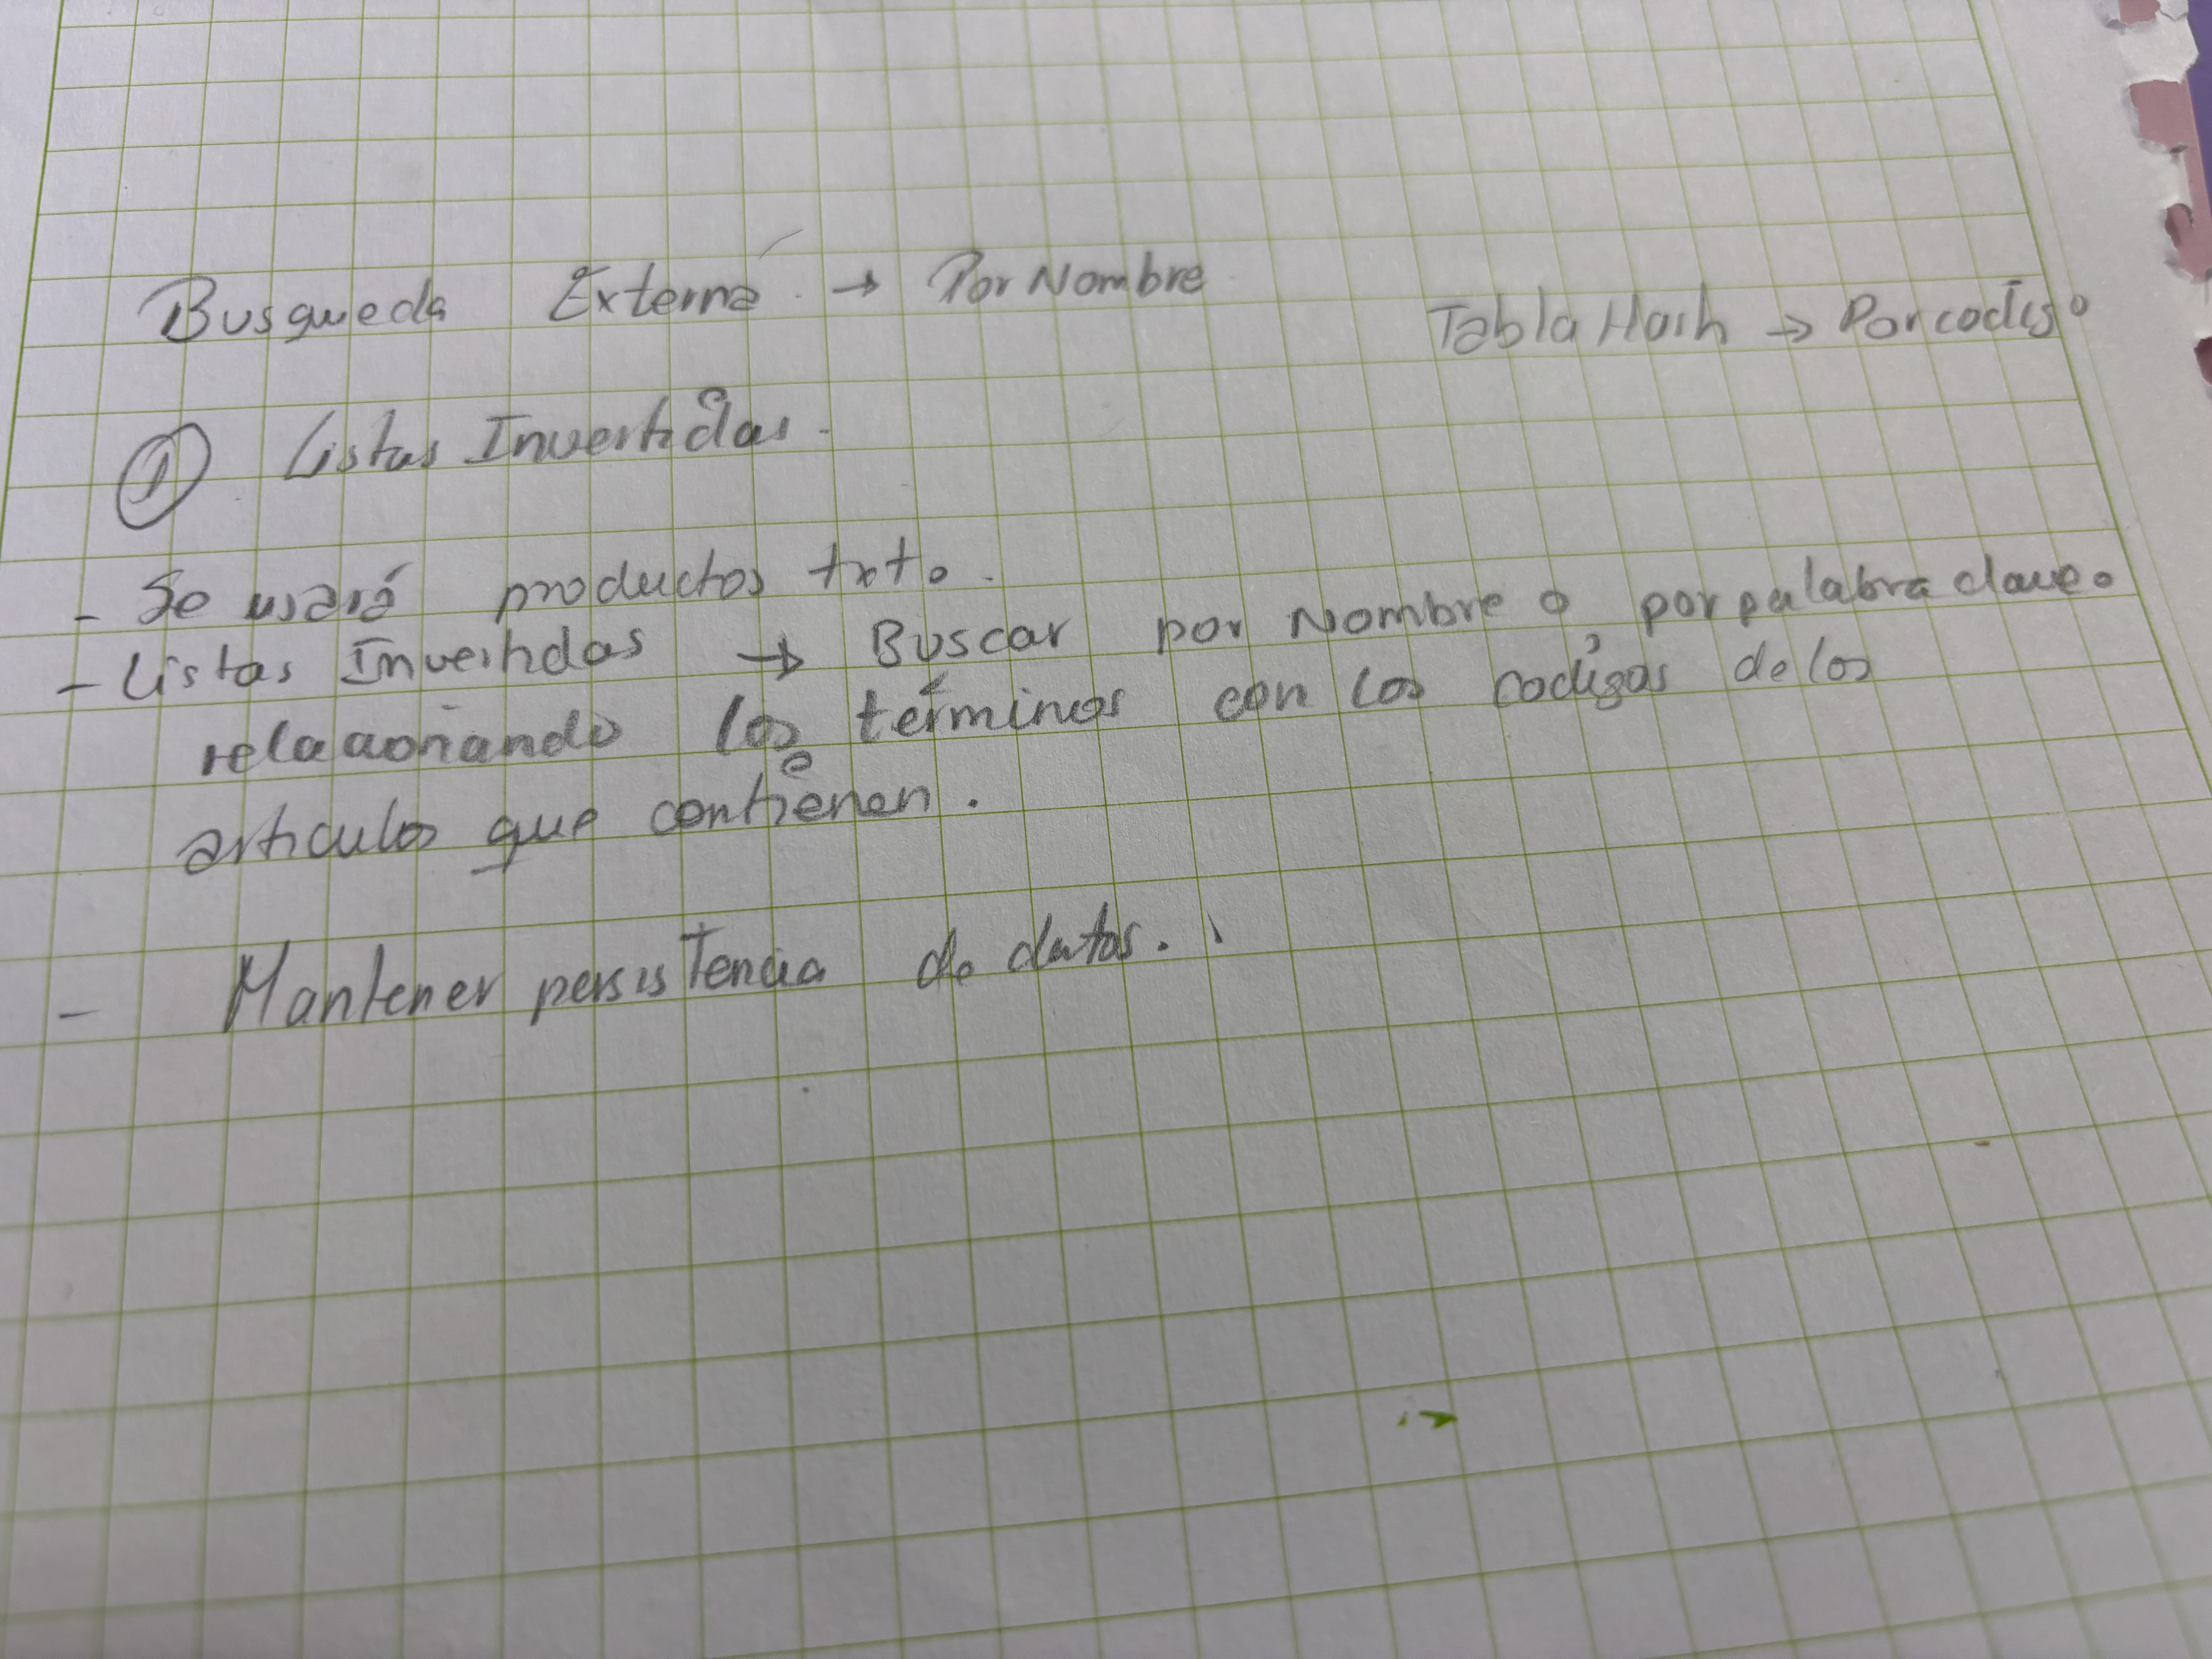 Busqueda Externa. → Por Nombre Tabla Hash → Por codigo
① Listas Invertidas.
- Se usará productos txt.
- Listas Invertidas → Buscar por nombre o por palabra clave.
relacionando los términos con los codigos de los
articulos que contienen.
- Mantener persistencia de datos.